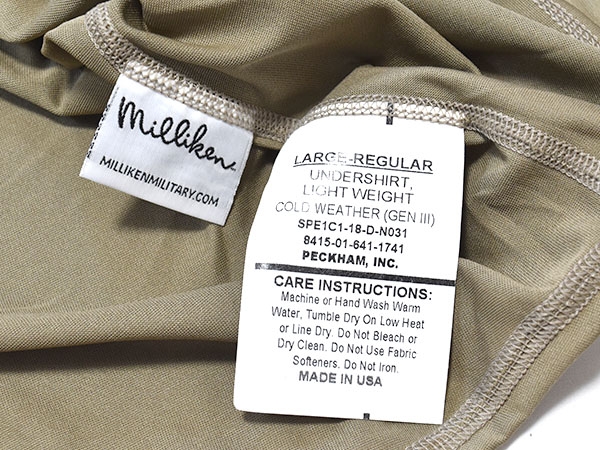 Milliken
MILLIKENMILITARY.COM
LARGE-REGULAR
UNDERSHIRT,
LIGHT WEIGHT
COLD WEATHER (GEN III)
SPE1C1-18-D-N031
8415-01-641-1741
PECKHAM, INC.
CARE INSTRUCTIONS:
Machine or Hand Wash Warm
Water, Tumble Dry On Low Heat
or Line Dry. Do Not Bleach or
Dry Clean. Do Not Use Fabric
Softeners. Do Not Iron.
MADE IN USA